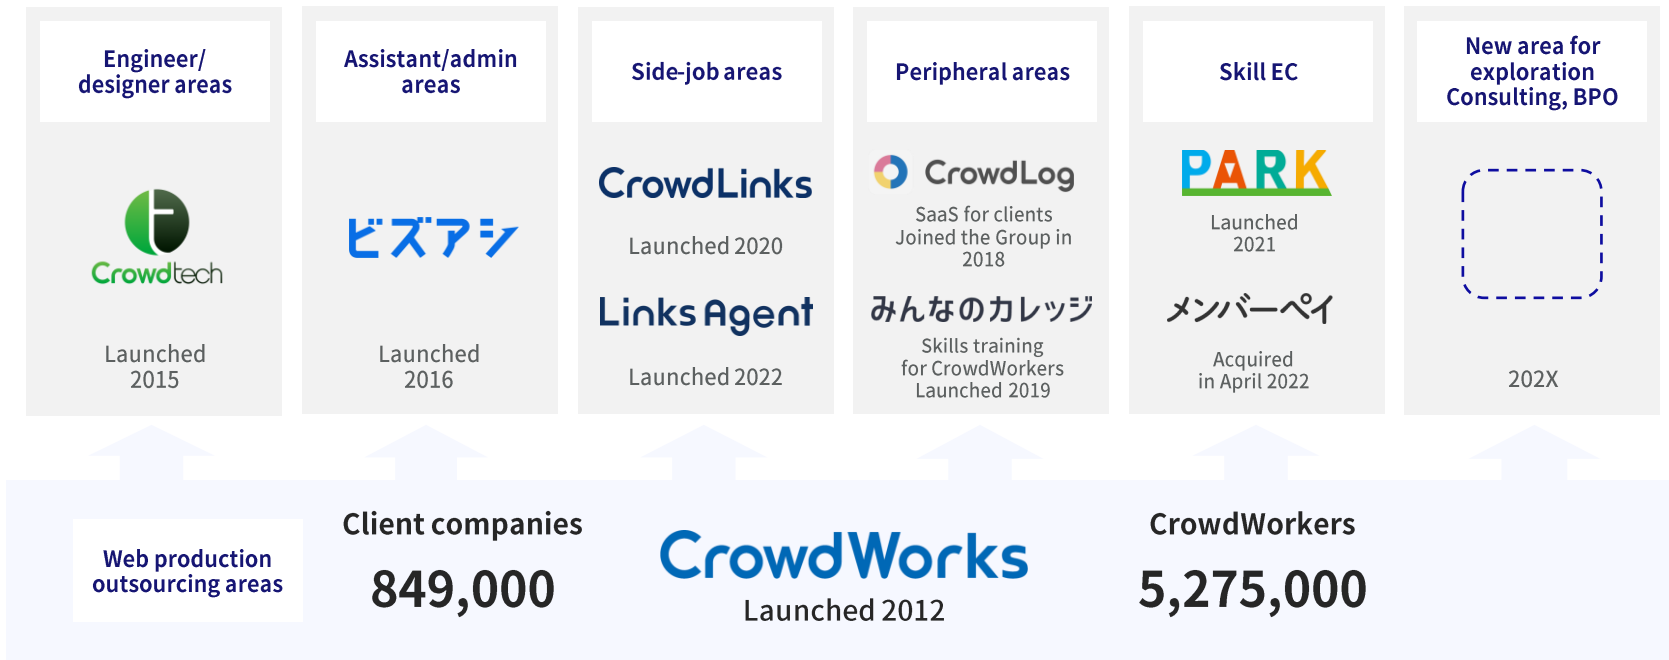 Engineer/
designer areas
Crowdtech
Launched
2015
Assistant/admin
areas
ビズアシ
Launched
2016
Side-job areas
CrowdLinks
Launched 2020
Links Agent
Launched 2022
Peripheral areas
CrowdLog
SaaS for clients
Joined the Group in
2018
みんなのカレッジ
Skills training
for CrowdWorkers
Launched 2019
Skill EC
PARK
Launched
2021
メンバーペイ
Acquired
in April 2022
New area for
exploration
Consulting, BPO
202X
Web production
outsourcing areas
Client companies
849,000
CrowdWorks
Launched 2012
CrowdWorkers
5,275,000